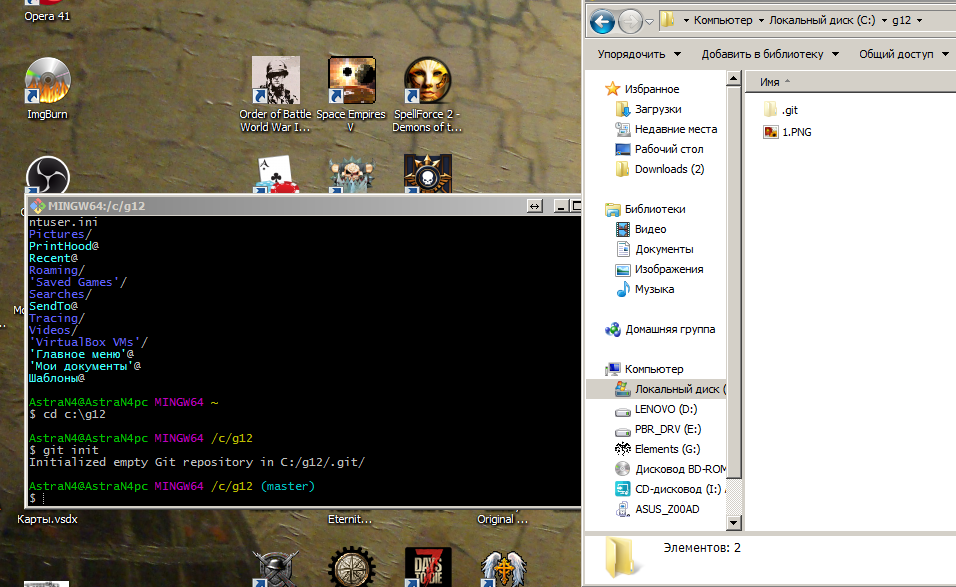 Opera 41
ImgBurn
Order of Battle
World War I...
Space Empires
V
SpellForce 2 -
Demons of t...
MINGW64:/c/g12
ntuser.ini
Pictures/
PrintHood@
Recent@
Roaming/
'Saved Games'/
Searches/
SendTo@
Tracing/
Videos/
'VirtualBox VMs'/
'Главное меню'@
'Мои документы'@
Шаблоны@
AstraN4@AstraN4pc MINGW64 ~
$ cd c:\g12
AstraN4@AstraN4pc MINGW64 /c/g12
$ git init
Initialized empty Git repository in C:/g12/.git/
AstraN4@AstraN4pc MINGW64 /c/g12 (master)
$
Карты.vsdx
Eternit...
Original ...
DAYS
TO DIE
Компьютер
Локальный диск (C:)
g12
Упорядочить
Добавить в библиотеку
Общий доступ
Избранное
Загрузки
Недавние места
Рабочий стол
Downloads (2)
Библиотеки
Видео
Документы
Изображения
Музыка
Домашняя группа
Компьютер
Локальный диск (
LENOVO (D:)
PBR_DRV (E:)
Elements (G:)
Дисковод BD-ROM
CD-дисковод (I:)
ASUS_Z00AD
Имя
.git
1.PNG
Элементов: 2